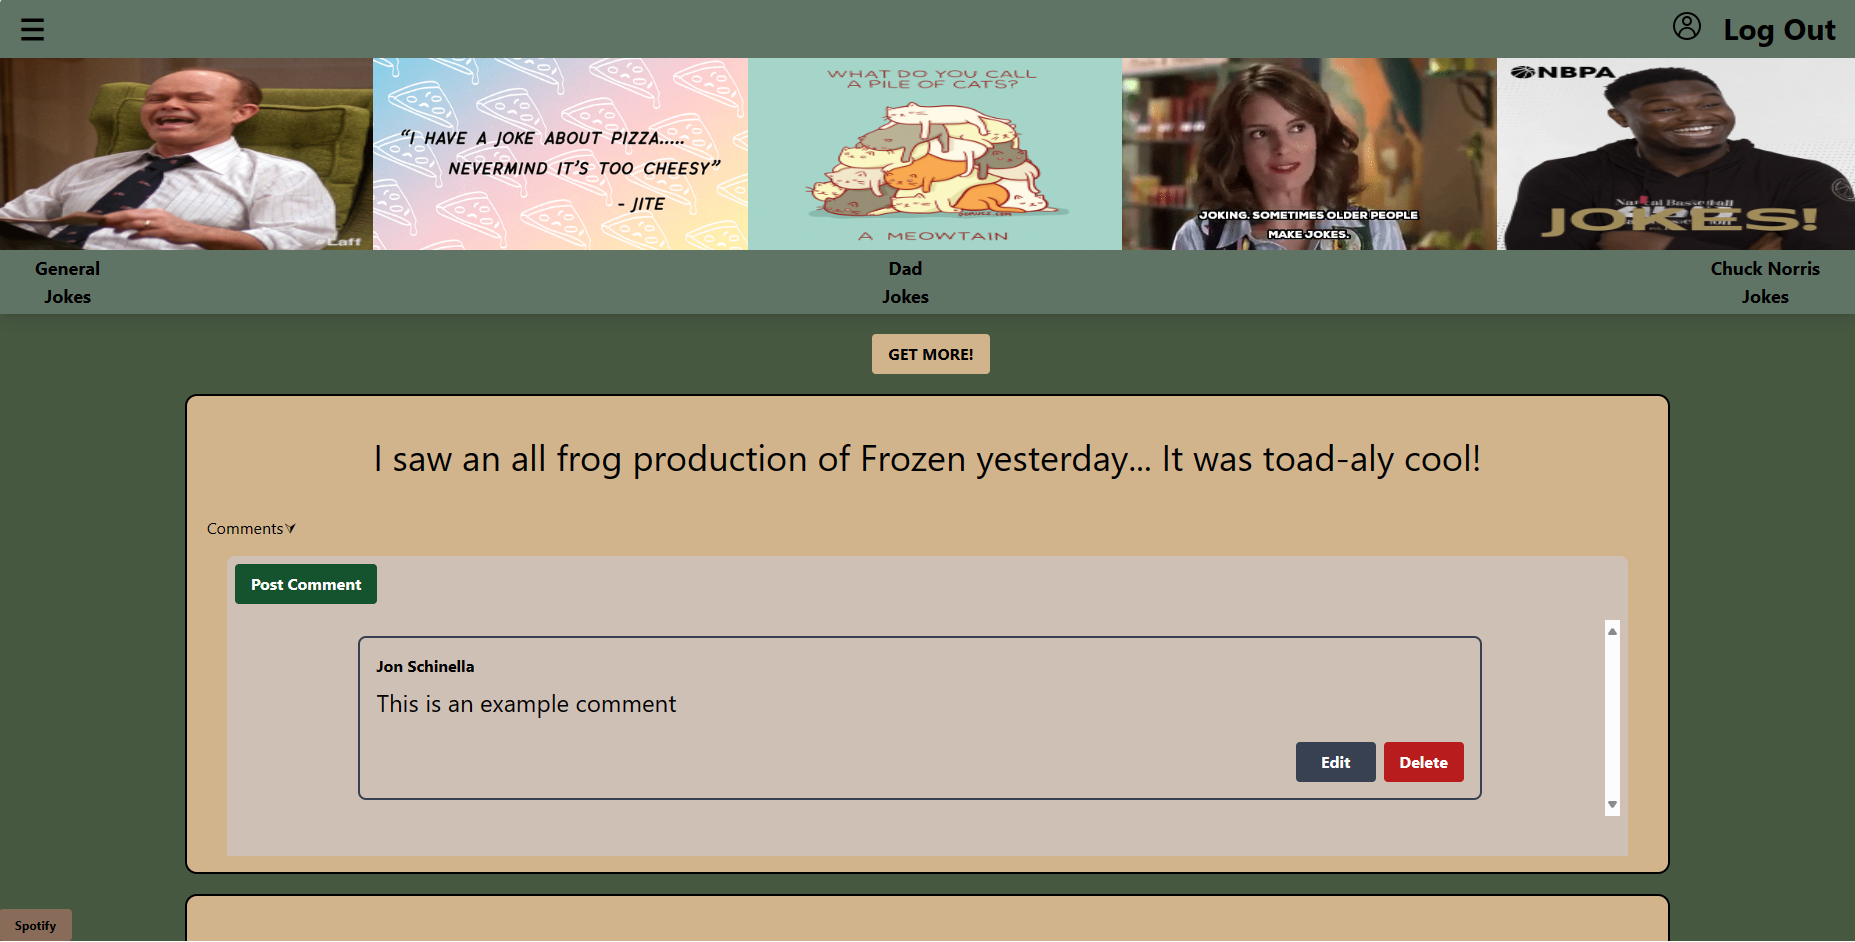 Log Out
“I HAVE A JOKE ABOUT PIZZA.....
NEVERMIND IT’S TOO CHEESY”
- JITE
WHAT DO YOU CALL
A PILE OF CATS?
A MEOWTAIN
JOKING. SOMETIMES OLDER PEOPLE
MAKE JOKES.
NBPA
JOKES!
General
Jokes
Dad
Jokes
Chuck Norris
Jokes
GET MORE!
I saw an all frog production of Frozen yesterday... It was toad-aly cool!
Comments
Post Comment
Jon Schinella
This is an example comment
Edit
Delete
Spotify